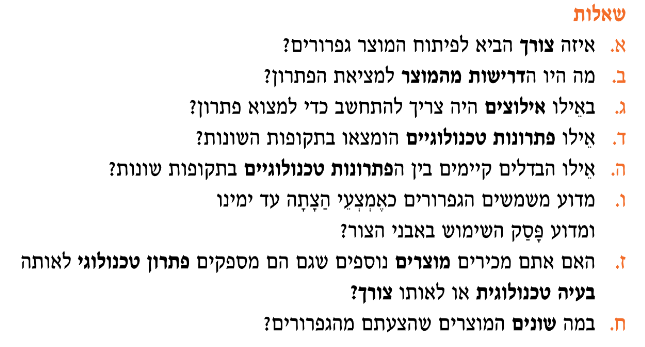 שאלות
א. איזה צורך הביא לפיתוח המוצר גפרורים?
ב. מה היו הדרישות מהמוצר למציאת הפתרון?
ג. באֵילו אילוצים היה צריך להתחשב כדי למצוא פתרון?
ד. אֵילו פתרונות טכנולוגיים הומצאו בתקופות השונות?
ה. אֵילו הבדלים קיימים בין הפתרונות טכנולוגיים בתקופות שונות?
ו. מדוע משמשים הגפרורים כאֶמְצְעֵי הַצָּתָה עד ימינו
ומדוע פָּסַק השימוש באבני הצור?
ז. האם אתם מכירים מוצרים נוספים שגם הם מספקים פתרון טכנולוגי לאותה
בעיה טכנולוגית או לאותו צורך?
ח. במה שונים המוצרים שהצעתם מהגפרורים?